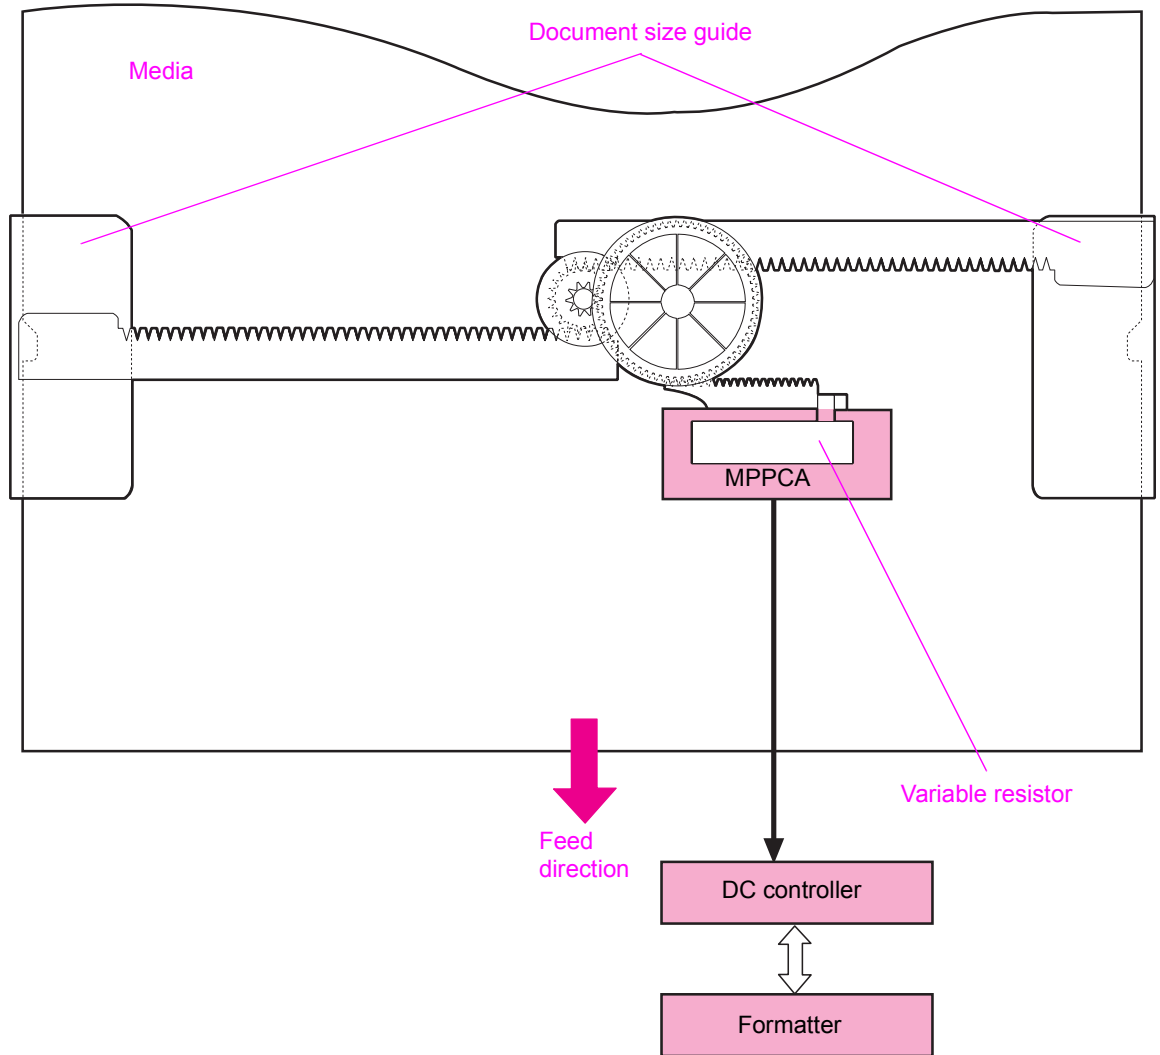 Document size guide
Media
MPPCA
Variable resistor
Feed
direction
DC controller
Formatter